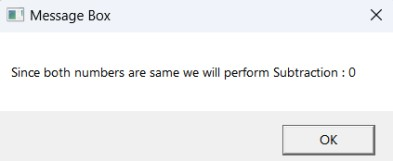 Message Box
Since both numbers are same we will perform Subtraction : 0
OK